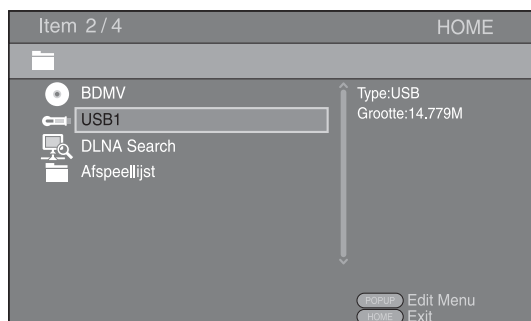 Item 2/4 HOME
BDMV
USB1
DLNA Search
Afspeellijst
Type:USB
Grootte:14.779M
POPUP Edit Menu
HOME Exit